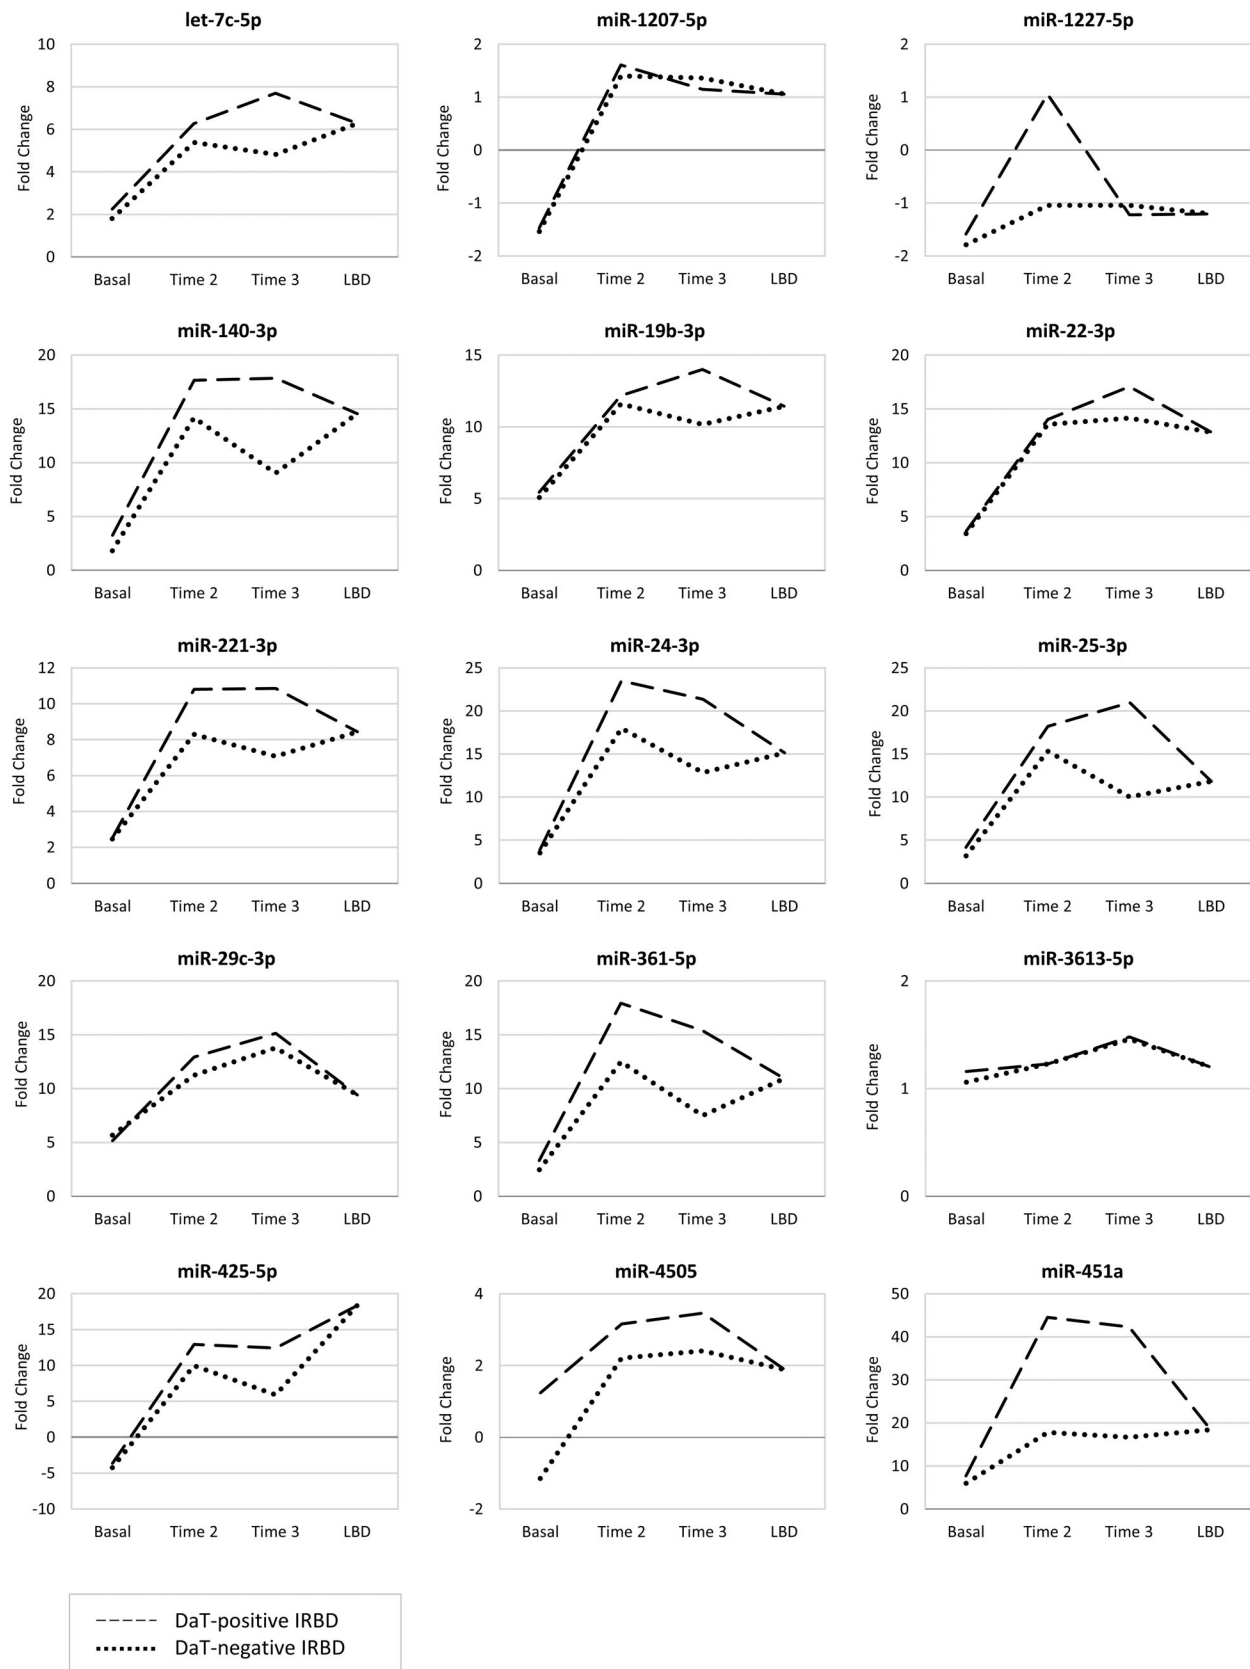 let-7c-5p
10
8
6
4
2
0
Fold Change
Basal Time 2 Time 3 LBD
miR-1207-5p
2
1
0
-1
-2
Fold Change
Basal Time 2 Time 3 LBD
miR-1227-5p
2
1
0
-1
-2
Fold Change
Basal Time 2 Time 3 LBD
miR-140-3p
20
15
10
5
0
Fold Change
Basal Time 2 Time 3 LBD
miR-19b-3p
15
10
5
0
Fold Change
Basal Time 2 Time 3 LBD
miR-22-3p
20
15
10
5
0
Fold Change
Basal Time 2 Time 3 LBD
miR-221-3p
12
10
8
6
4
2
0
Fold Change
Basal Time 2 Time 3 LBD
miR-24-3p
25
20
15
10
5
0
Fold Change
Basal Time 2 Time 3 LBD
miR-25-3p
25
20
15
10
5
0
Fold Change
Basal Time 2 Time 3 LBD
miR-29c-3p
20
15
10
5
0
Fold Change
Basal Time 2 Time 3 LBD
miR-361-5p
20
15
10
5
0
Fold Change
Basal Time 2 Time 3 LBD
miR-3613-5p
2
1
0
Fold Change
Basal Time 2 Time 3 LBD
miR-425-5p
20
15
10
5
0
-5
-10
Fold Change
Basal Time 2 Time 3 LBD
miR-4505
4
2
0
-2
Fold Change
Basal Time 2 Time 3 LBD
miR-451a
50
40
30
20
10
0
Fold Change
Basal Time 2 Time 3 LBD
DaT-positive IRBD
DaT-negative IRBD